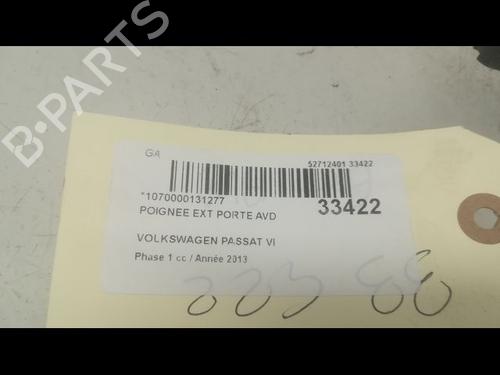 B-PARTS
GA
52712401 33422
*1070000131277
33422
POIGNEE EXT PORTE AVD
VOLKSWAGEN PASSAT VI
Phase 1 cc / Année 2013